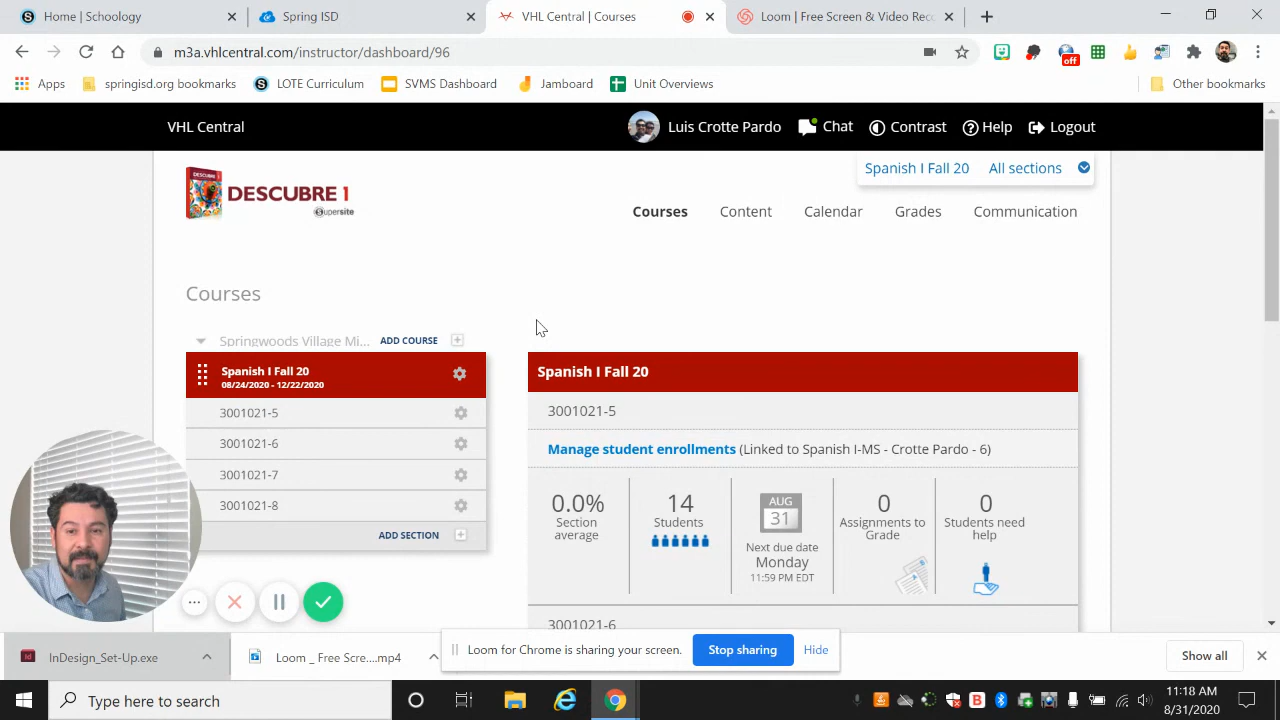 Home | Schoology
Spring ISD
VHL Central | Courses
Loom | Free Screen & Video Rec
m3a.vhlcentral.com/instructor/dashboard/96
off
Apps
springisd.org bookmarks
LOTE Curriculum
SVMS Dashboard
Jamboard
Unit Overviews
Other bookmarks
VHL Central
Luis Crotte Pardo
Chat
Contrast
Help
Logout
DESCUBRE 1
Supersite
Spanish I Fall 20 All sections
Courses
Content
Calendar
Grades
Communication
Courses
Springwoods Village Mi...
ADD COURSE
Spanish I Fall 20
08/24/2020 - 12/22/2020
3001021-5
3001021-6
3001021-7
3001021-8
ADD SECTION
Spanish I Fall 20
3001021-5
Manage student enrollments (Linked to Spanish I-MS - Crotte Pardo - 6)
0.0%
Section
average
14
Students
AUG
31
Next due date
Monday
11:59 PM EDT
0
Assignments to
Grade
0
Students need
help
3001021-6
Loom for Chrome is sharing your screen.
Stop sharing
Hide
InDesign_Set-Up.exe
Loom _ Free Scre....mp4
Show all
Type here to search
11:18 AM
8/31/2020